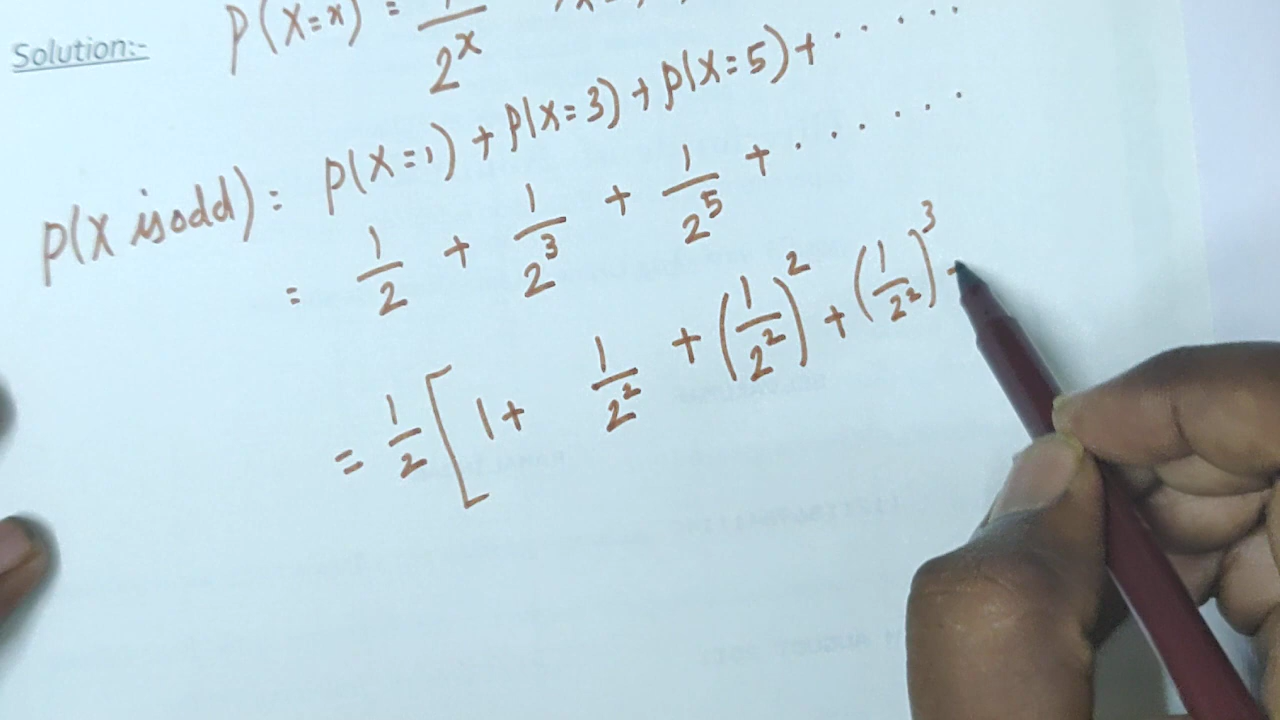 Solution:- P(X=x) = 1/2^x
P(X is odd) = P(X=1) + P(X=3) + P(X=5) + .....
= 1/2 + 1/2^3 + 1/2^5 + .....
= 1/2 [ 1 + 1/2^2 + (1/2^2)^2 + (1/2^2)^3 +